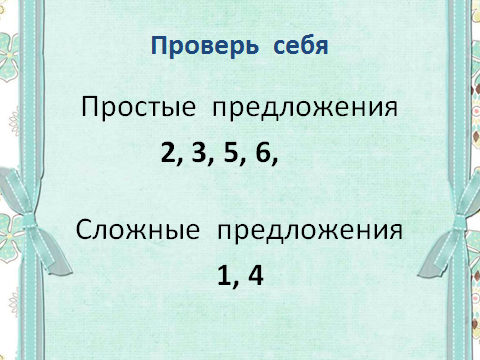 Проверь себя
Простые предложения
2, 3, 5, 6,
Сложные предложения
1, 4